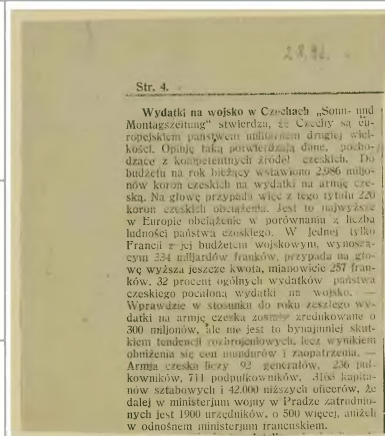 28.92.
Str. 4.
Wydatki na wojsko w Czechach „Sonn- und
Montagszeitung" stwierdza, że Czechy są eu-
ropejskiem państwem militarnem drugiej wiel-
kości. Opinję taką potwierdzają dane, pocho-
dzące z kompetentnych źródeł czeskich. Do
budżetu na rok bieżący wstawiono 2.986 miljo-
nów koron czeskich na wydatki na armję cze-
ską. Na głowę przypada więc z tego tytułu 220
koron czeskich obciążenia. Jest to najwyższe
w Europie obciążenie w porównaniu z liczbą
ludności państwa czeskiego. W jednej tylko
Francji z jej budżetem wojskowym, wynoszą-
cym 334 miljardów franków, przypada na gło-
wę wyższa jeszcze kwota, mianowicie 257 fran-
ków. 32 procent ogólnych wydatków państwa
czeskiego pochłoną wydatki na wojsko. —
Wprawdzie w stosunku do roku zeszłego wy-
datki na armję czeską zostały zredukowane o
300 miljonów, ale nie jest to bynajmniej skut-
kiem tendencji rozbrojeniowych, lecz wynikiem
obniżenia się cen mundurów i zaopatrzenia. —
Armja czeska liczy 92 generałów, 236 puł-
kowników, 711 podpułkowników, 3163 kapita-
nów sztabowych i 42.000 niższych oficerów, że
dalej w ministerjum wojny w Pradze zatrudnio-
nych jest 1900 urzędników, o 500 więcej, aniżeli
w odnośnem ministerjum francuskiem.